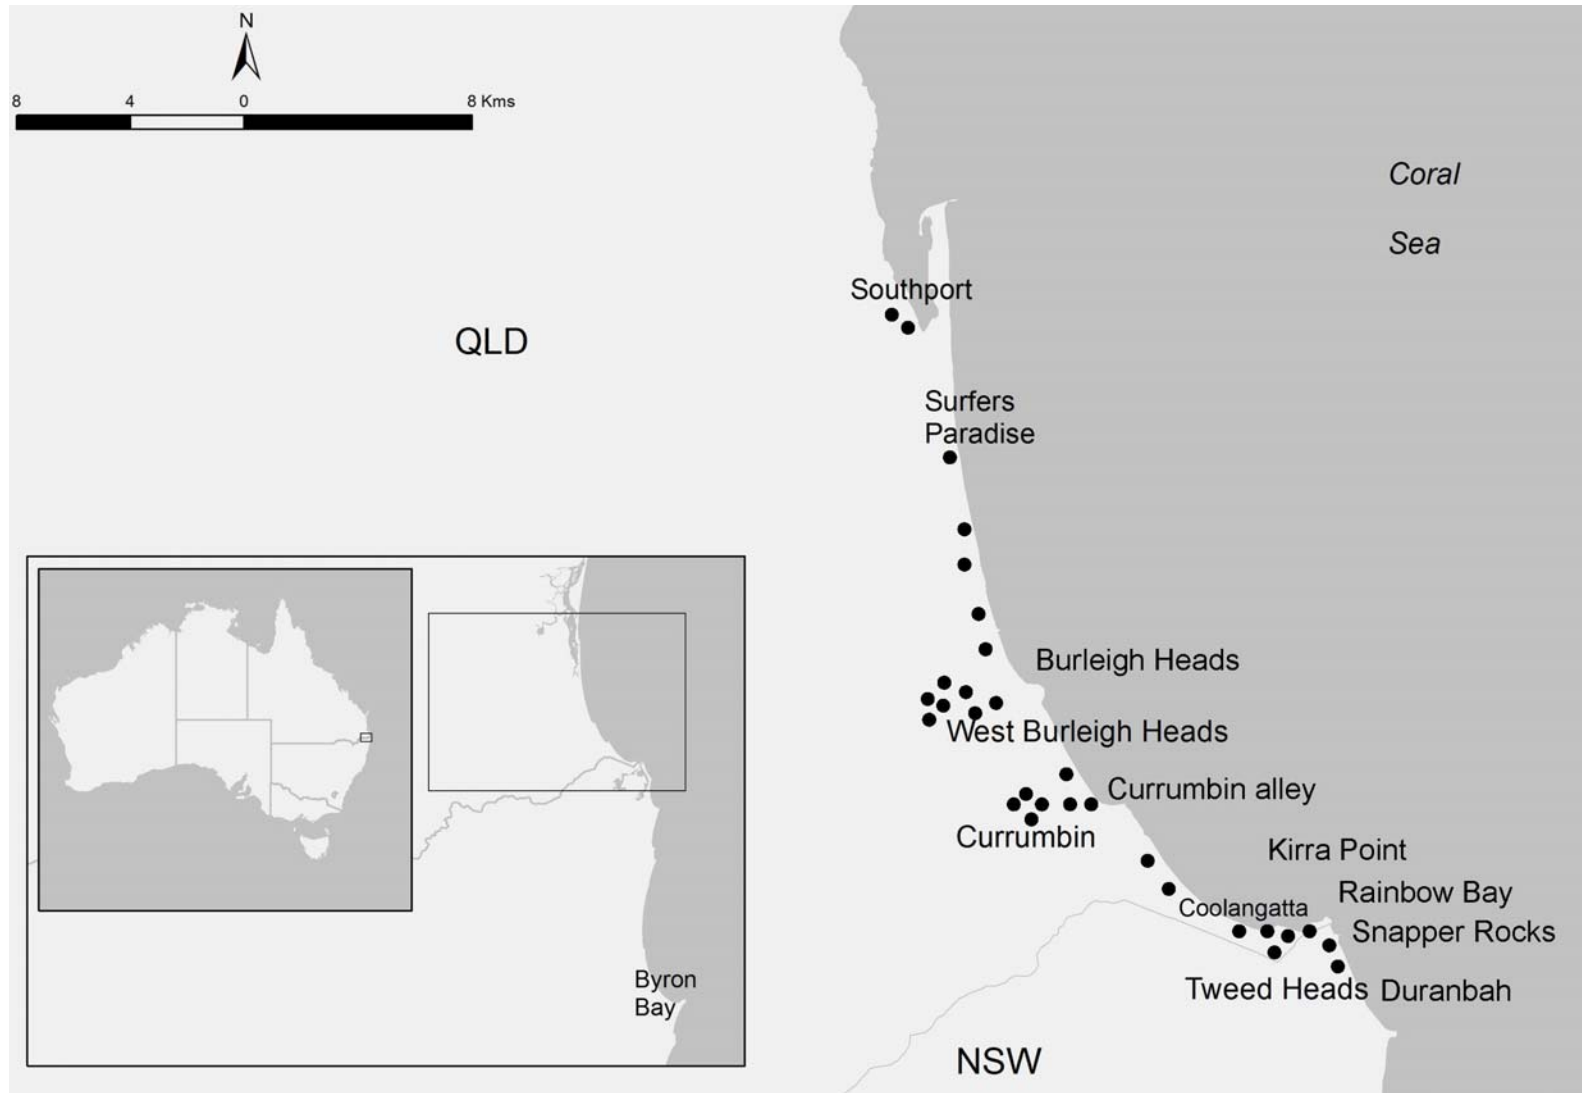 N
8 4 0 8 Kms
Coral
Sea
Southport
QLD
Surfers
Paradise
Burleigh Heads
West Burleigh Heads
Currumbin alley
Currumbin
Kirra Point
Rainbow Bay
Coolangatta
Snapper Rocks
Tweed Heads
Duranbah
Byron
Bay
NSW